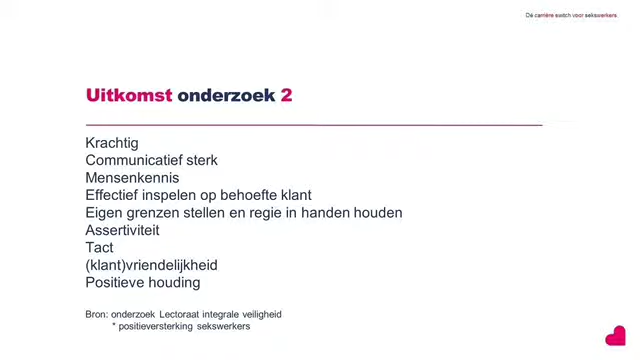 Dé carrière switch voor sekswerkers
Uitkomst onderzoek 2
Krachtig
Communicatief sterk
Mensenkennis
Effectief inspelen op behoefte klant
Eigen grenzen stellen en regie in handen houden
Assertiviteit
Tact
(klant)vriendelijkheid
Positieve houding
Bron: onderzoek Lectoraat integrale veiligheid
* positieversterking sekswerkers